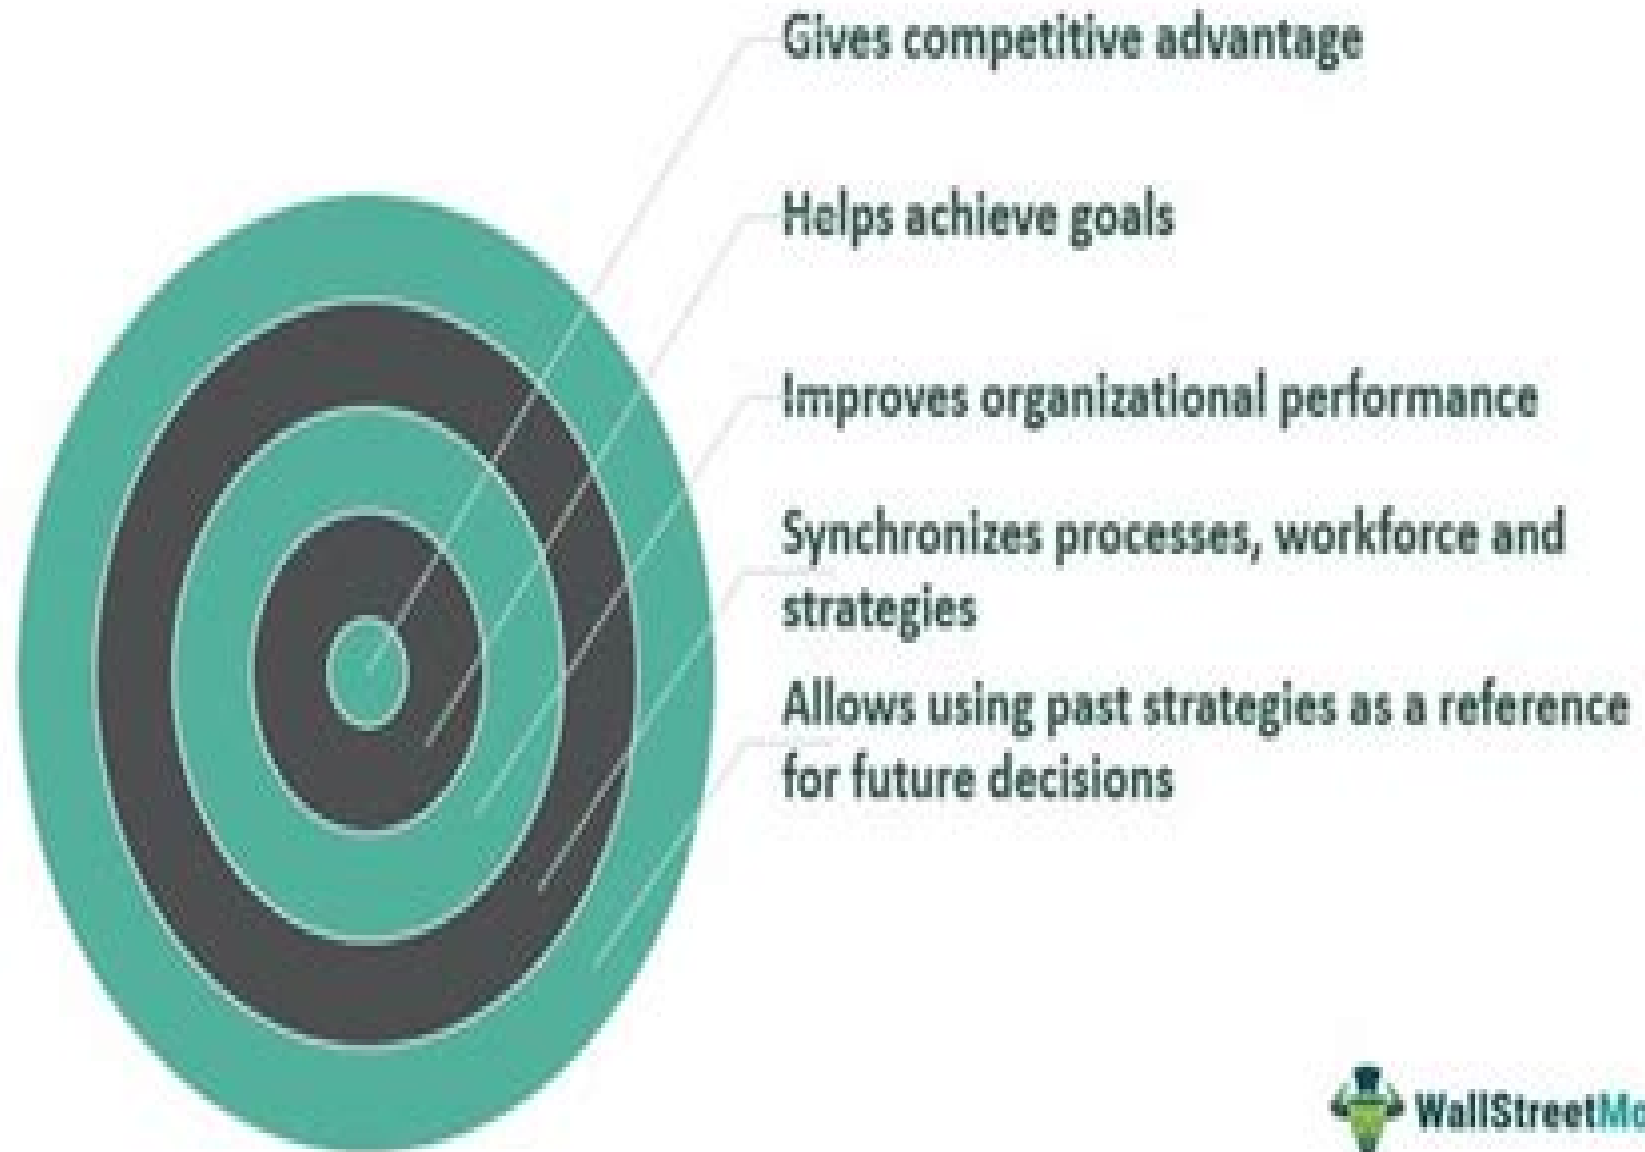 Gives competitive advantage
Helps achieve goals
Improves organizational performance
Synchronizes processes, workforce and
strategies
Allows using past strategies as a reference
for future decisions
WallStreetMo